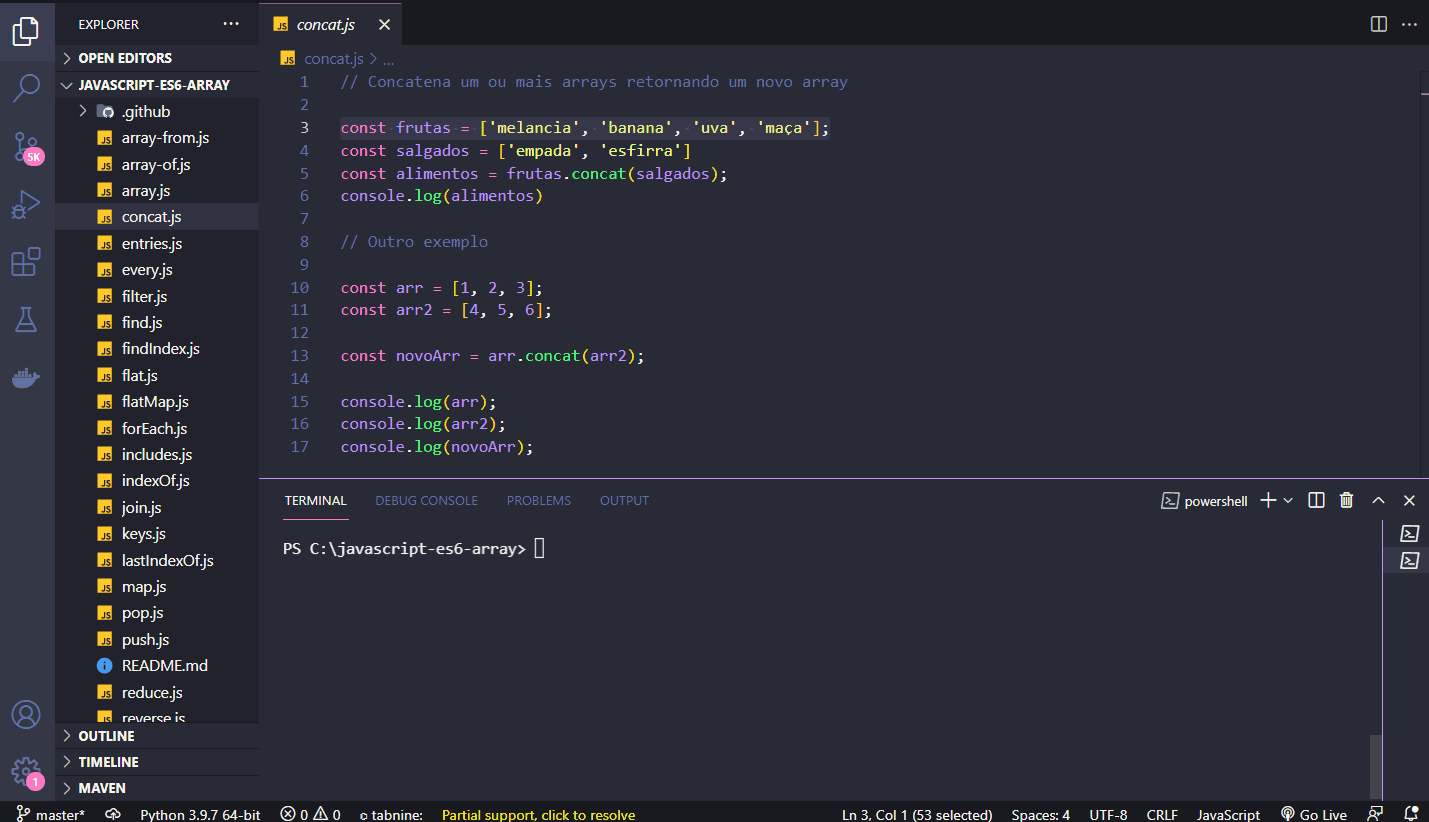 EXPLORER
OPEN EDITORS
JAVASCRIPT-ES6-ARRAY
.github
array-from.js
array-of.js
array.js
concat.js
entries.js
every.js
filter.js
find.js
findIndex.js
flat.js
flatMap.js
forEach.js
includes.js
indexOf.js
join.js
keys.js
lastIndexOf.js
map.js
pop.js
push.js
README.md
reduce.js
reverse.js
OUTLINE
TIMELINE
MAVEN
5K
1
JS concat.js
JS concat.js > ...
1 // Concatena um ou mais arrays retornando um novo array
2
3 const frutas = ['melancia', 'banana', 'uva', 'maça'];
4 const salgados = ['empada', 'esfirra']
5 const alimentos = frutas.concat(salgados);
6 console.log(alimentos)
7
8 // Outro exemplo
9
10 const arr = [1, 2, 3];
11 const arr2 = [4, 5, 6];
12
13 const novoArr = arr.concat(arr2);
14
15 console.log(arr);
16 console.log(arr2);
17 console.log(novoArr);
TERMINAL DEBUG CONSOLE PROBLEMS OUTPUT powershell
PS C:\javascript-es6-array>
master* Python 3.9.7 64-bit 0 0 tabnine: Partial support, click to resolve Ln 3, Col 1 (53 selected) Spaces: 4 UTF-8 CRLF JavaScript Go Live